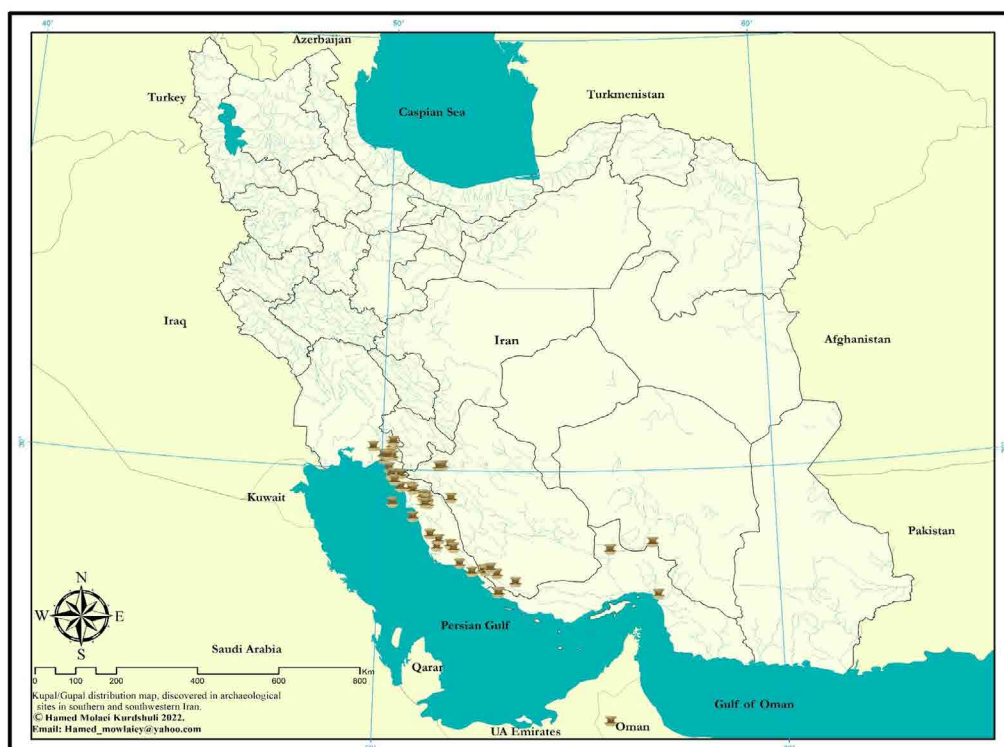 40°
50°
60°
Azerbaijan
Turkey
Caspian Sea
Turkmenistan
Iraq
Iran
Afghanistan
30°
Kuwait
Pakistan
N
W
E
S
Persian Gulf
Saudi Arabia
Qarar
0
100
200
400
600
800
Km
Gulf of Oman
Oman
UA Emirates
Kupal/Gupal distribution map, discovered in archaeological
sites in southern and southwestern Iran.
© Hamed Molaei Kurdshuli 2022.
Email: Hamed_mowlaiey@yahoo.com